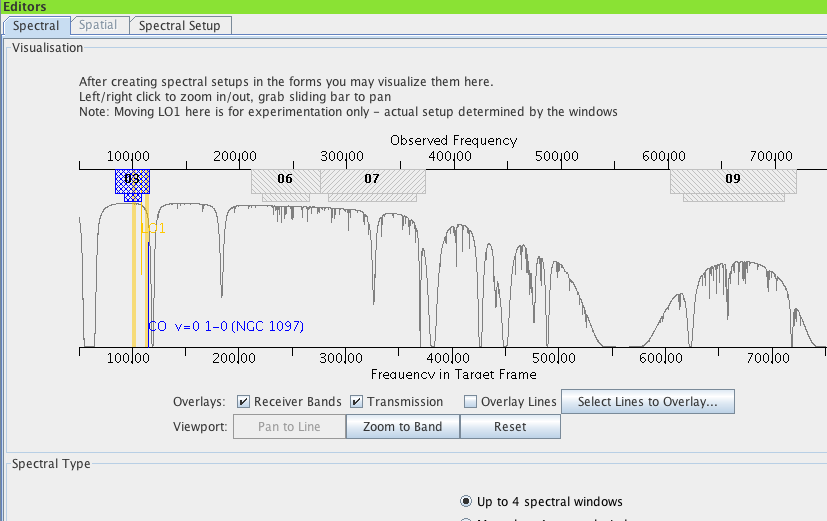 Editors
Spectral Spatial Spectral Setup
Visualisation
After creating spectral setups in the forms you may visualize them here.
Left/right click to zoom in/out, grab sliding bar to pan
Note: Moving LO1 here is for experimentation only - actual setup determined by the windows
Observed Frequency
100.00 200.00 300.00 400.00 500.00 600.00 700.00
03 06 07 09
LO1
CO v=0 1-0 (NGC 1097)
100.00 200.00 300.00 400.00 500.00 600.00 700.00
Frequency in Target Frame
Overlays: Receiver Bands Transmission Overlay Lines Select Lines to Overlay...
Viewport: Pan to Line Zoom to Band Reset
Spectral Type
Up to 4 spectral windows